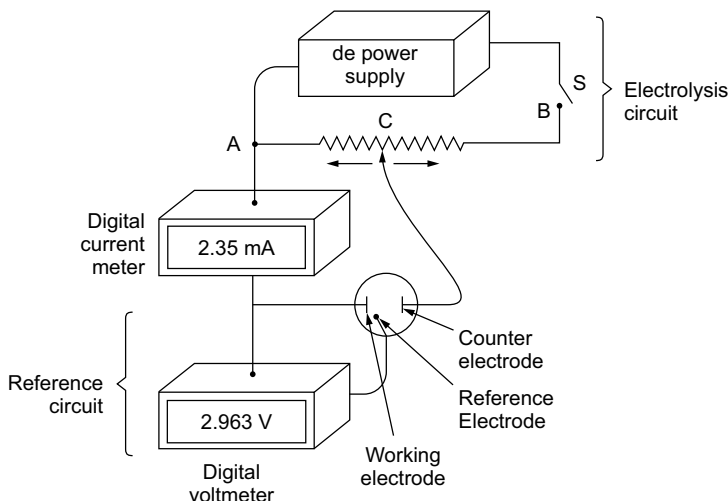 de power
supply
S
Electrolysis
circuit
B
C
A
Digital
current
meter
2.35 mA
Counter
electrode
Reference
circuit
Reference
Electrode
2.963 V
Working
electrode
Digital
voltmeter